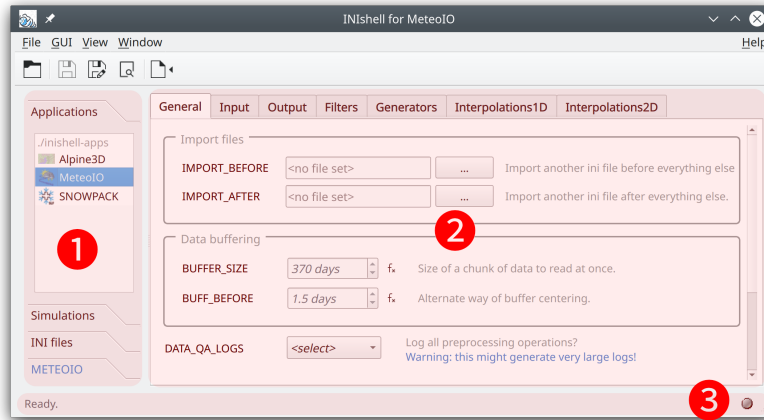 INIshell for MeteoIO
File GUI View Window Help
Applications
./inishell-apps
Alpine3D
MeteoIO
SNOWPACK
1
Simulations
INI files
METEOIO
General Input Output Filters Generators Interpolations1D Interpolations2D
Import files
IMPORT_BEFORE <no file set> ... Import another ini file before everything else
IMPORT_AFTER <no file set> ... Import another ini file after everything else.
2
Data buffering
BUFFER_SIZE 370 days fx Size of a chunk of data to read at once.
BUFF_BEFORE 1.5 days fx Alternate way of buffer centering.
DATA_QA_LOGS <select> Log all preprocessing operations?
Warning: this might generate very large logs!
Ready.
3